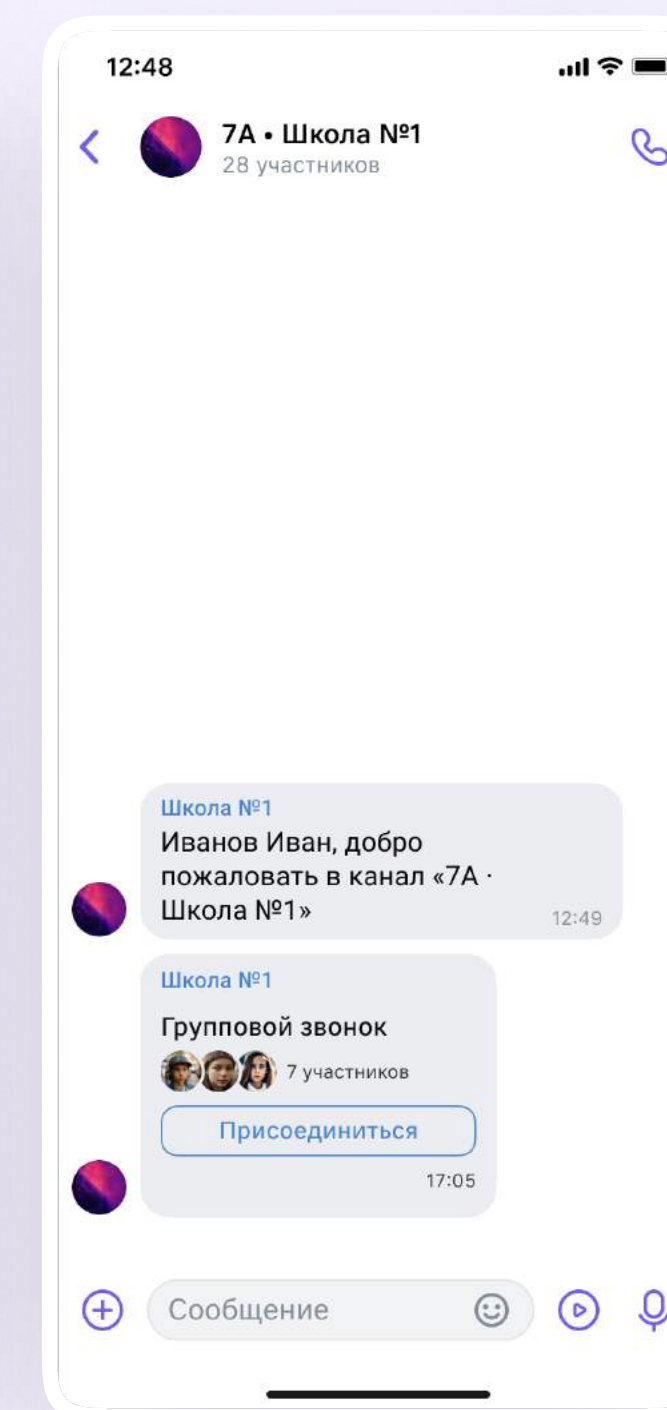 12:48
7А • Школа №1
28 участников
Школа №1
Иванов Иван, добро
пожаловать в канал «7А ·
Школа №1»
12:49
Школа №1
Групповой звонок
7 участников
Присоединиться
17:05
Сообщение